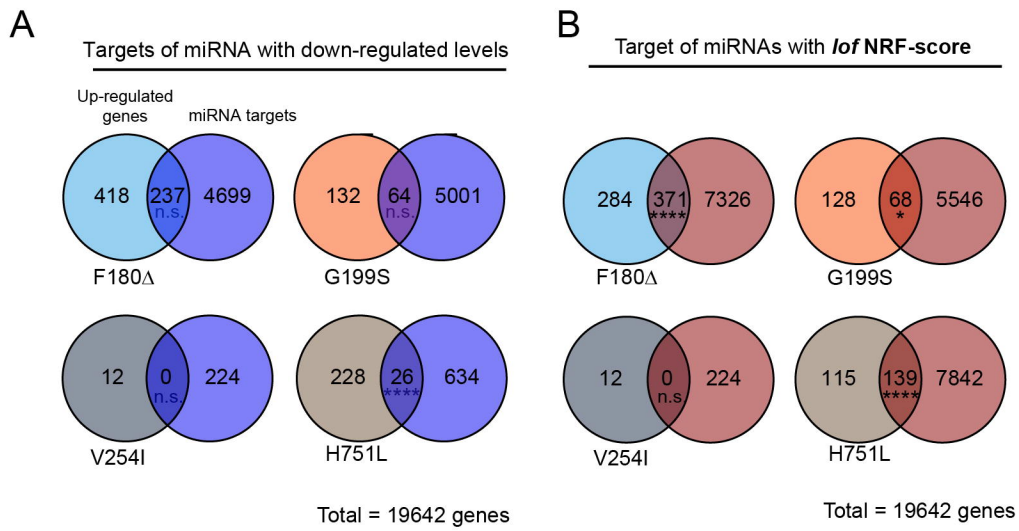 A
Targets of miRNA with down-regulated levels
Up-regulated
genes
miRNA targets
418 237 4699
n.s.
F180Δ
132 64 5001
n.s.
G199S
12 0 224
n.s.
V254I
228 26 634
****
H751L
Total = 19642 genes
B
Target of miRNAs with lof NRF-score
284 371 7326
****
F180Δ
128 68 5546
*
G199S
12 0 224
n.s
V254I
115 139 7842
****
H751L
Total = 19642 genes